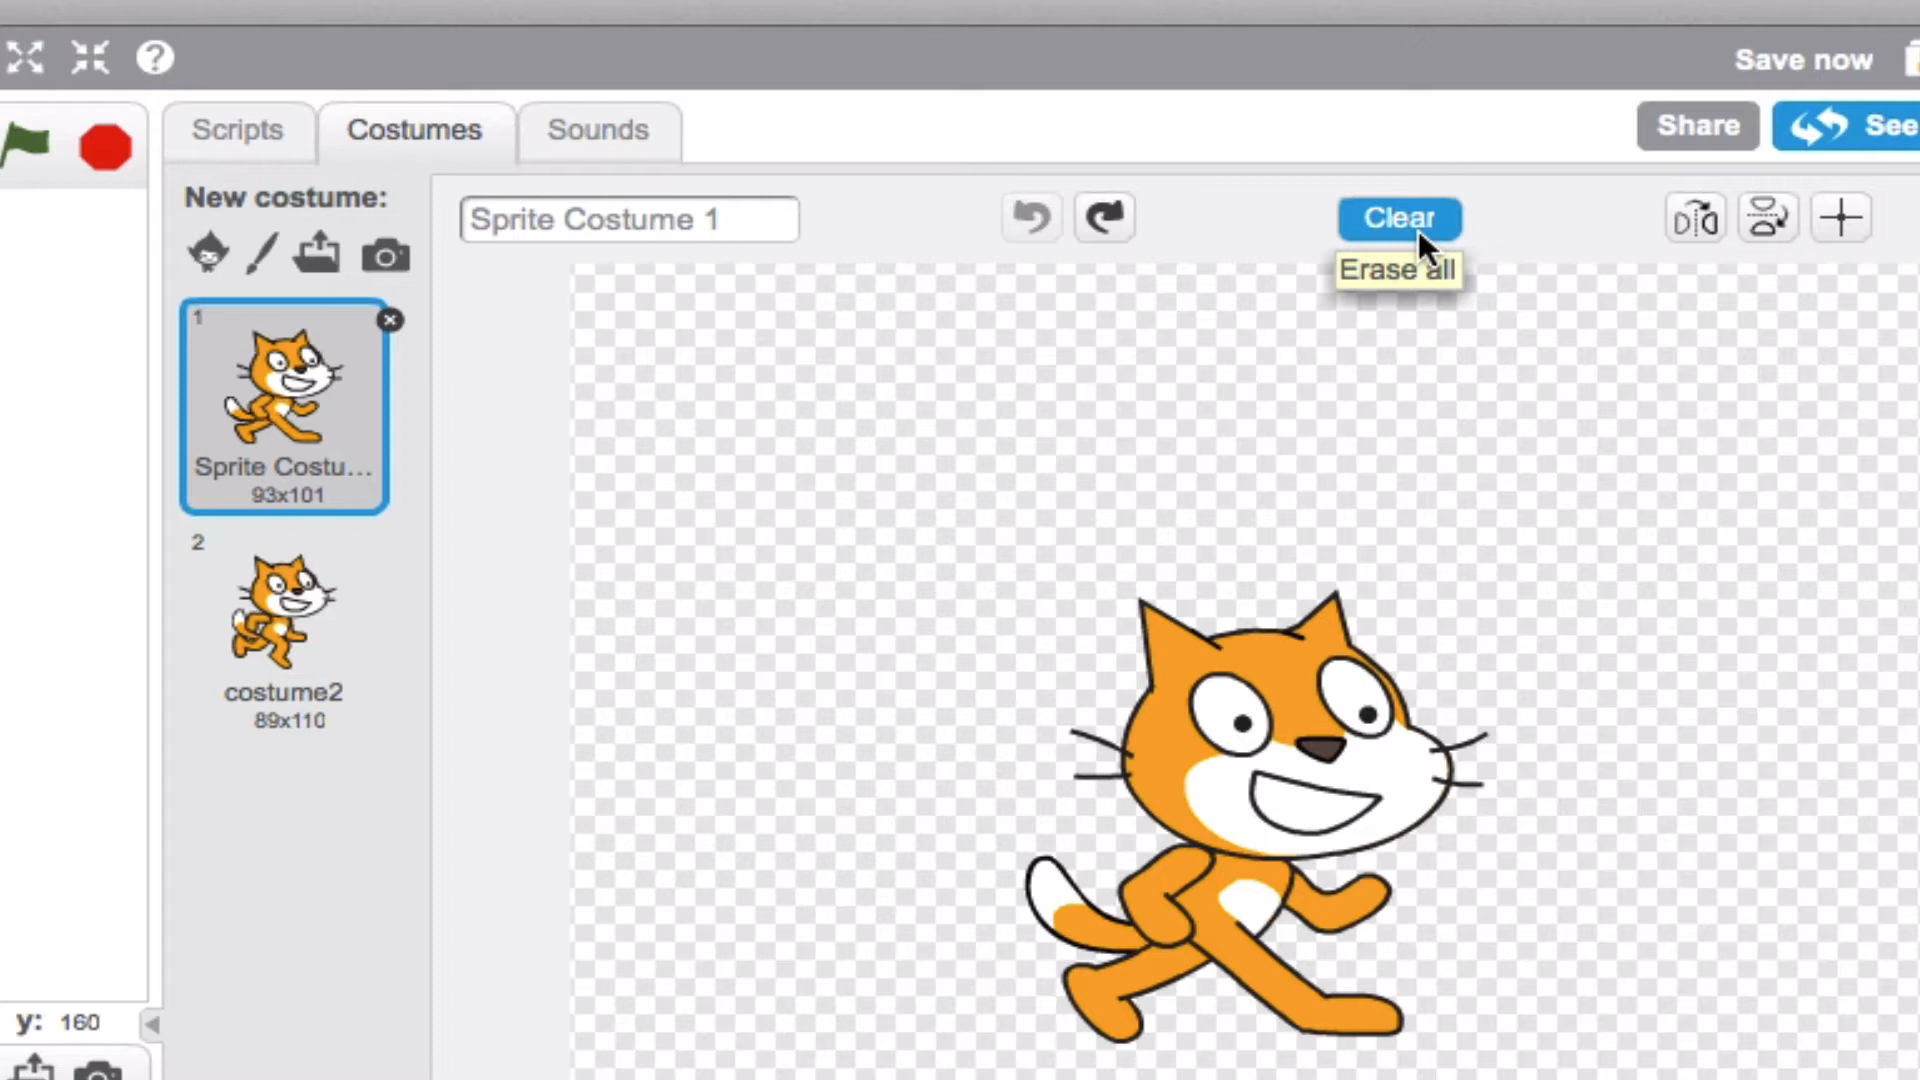 ?
Save now
Scripts
Costumes
Sounds
Share
See
New costume:
Sprite Costume 1
Clear
Erase all
1
Sprite Costu...
93x101
2
costume2
89x110
y: 160